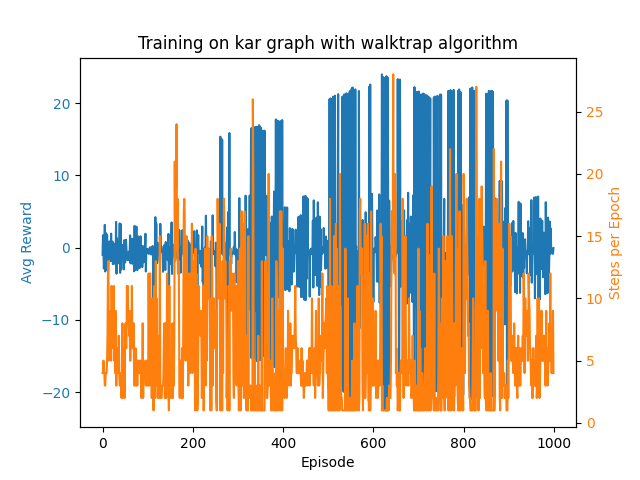 Training on kar graph with walktrap algorithm
20
10
0
−10
−20
Avg Reward
25
20
15
10
5
0
Steps per Epoch
0 200 400 600 800 1000
Episode